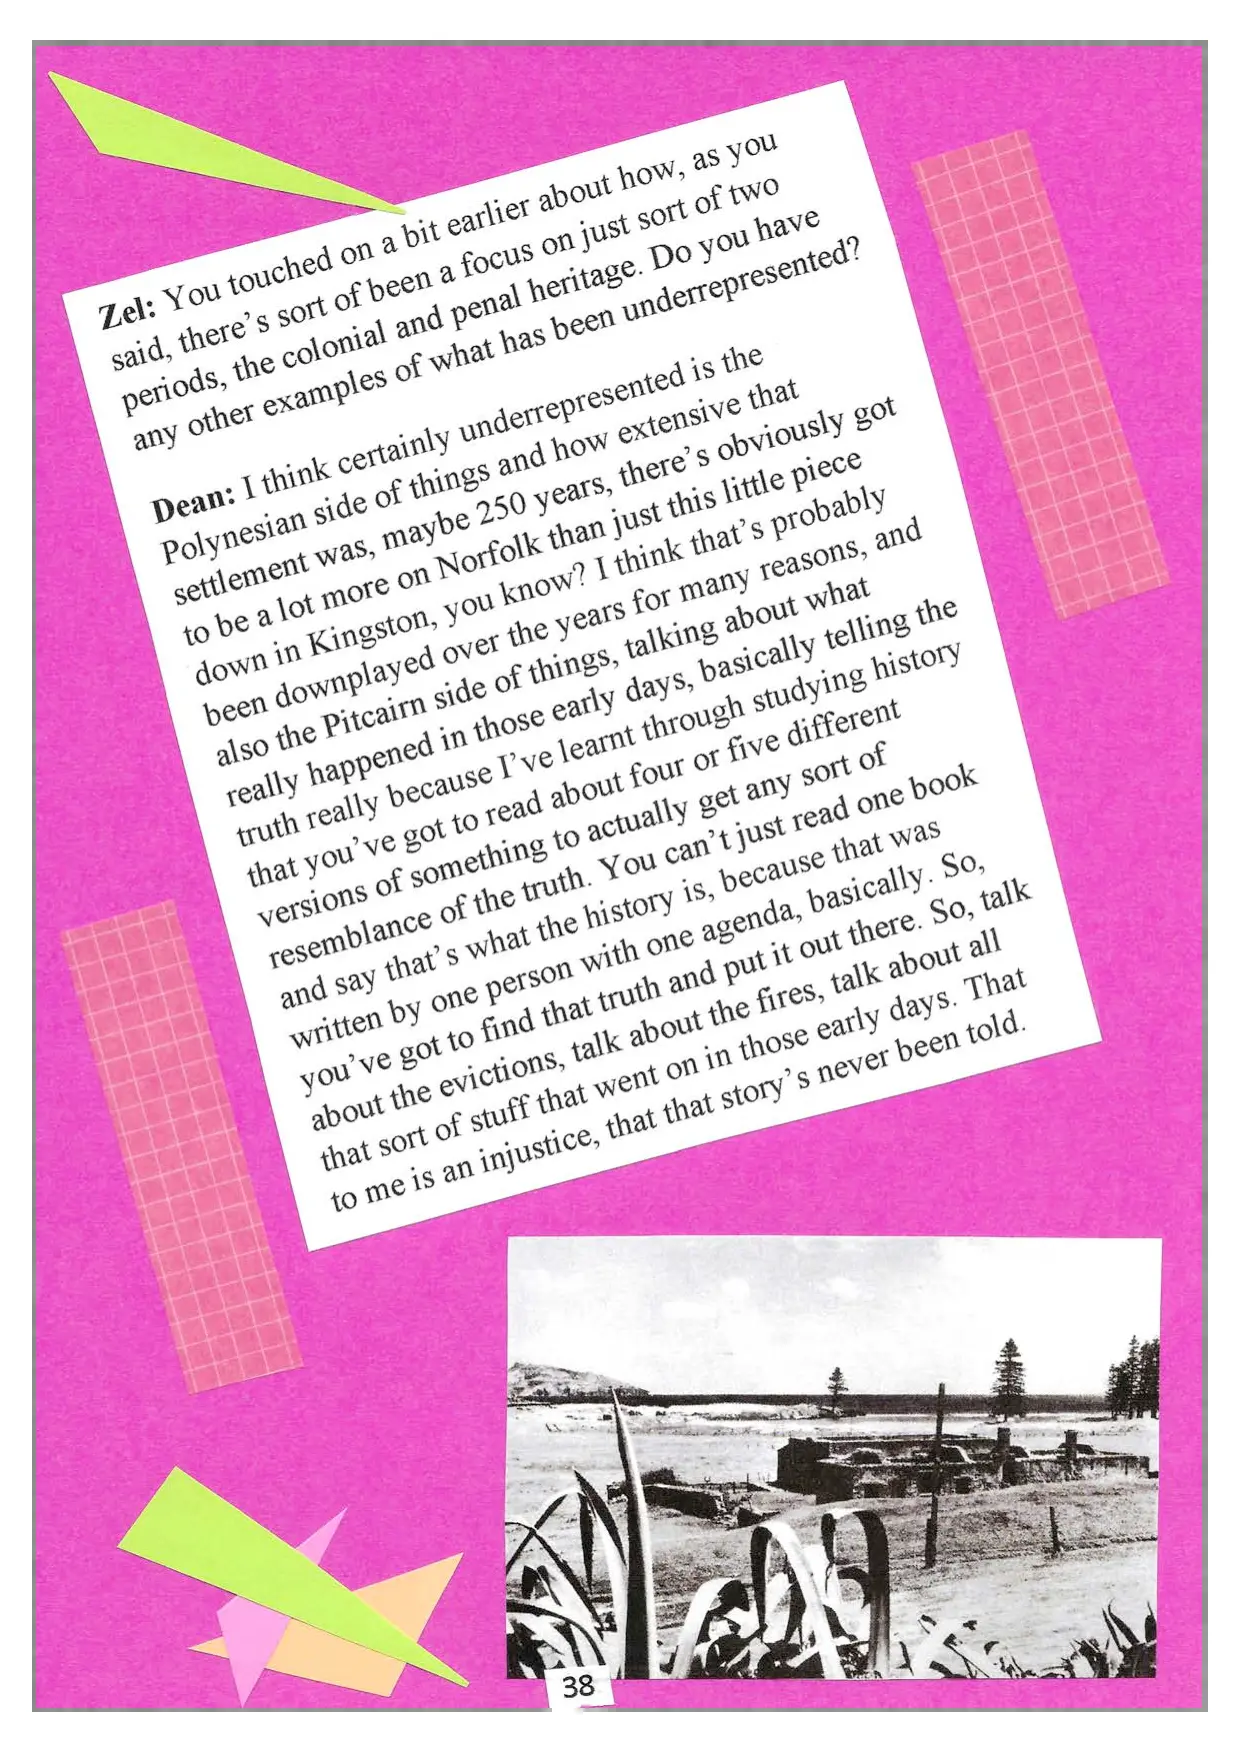 Zel: You touched on a bit earlier about how, as you
said, there's sort of been a focus on just sort of two
periods, the colonial and penal heritage. Do you have
any other examples of what has been underrepresented?
Dean: I think certainly underrepresented is the
Polynesian side of things and how extensive that
settlement was, maybe 250 years, there's obviously got
to be a lot more on Norfolk than just this little piece
down in Kingston, you know? I think that's probably
been downplayed over the years for many reasons, and
also the Pitcairn side of things, talking about what
really happened in those early days, basically telling the
truth really because I've learnt through studying history
that you've got to read about four or five different
versions of something to actually get any sort of
resemblance of the truth. You can't just read one book
and say that's what the history is, because that was
written by one person with one agenda, basically. So,
you've got to find that truth and put it out there. So, talk
about the evictions, talk about the fires, talk about all
that sort of stuff that went on in those early days. That
to me is an injustice, that that story's never been told.
38